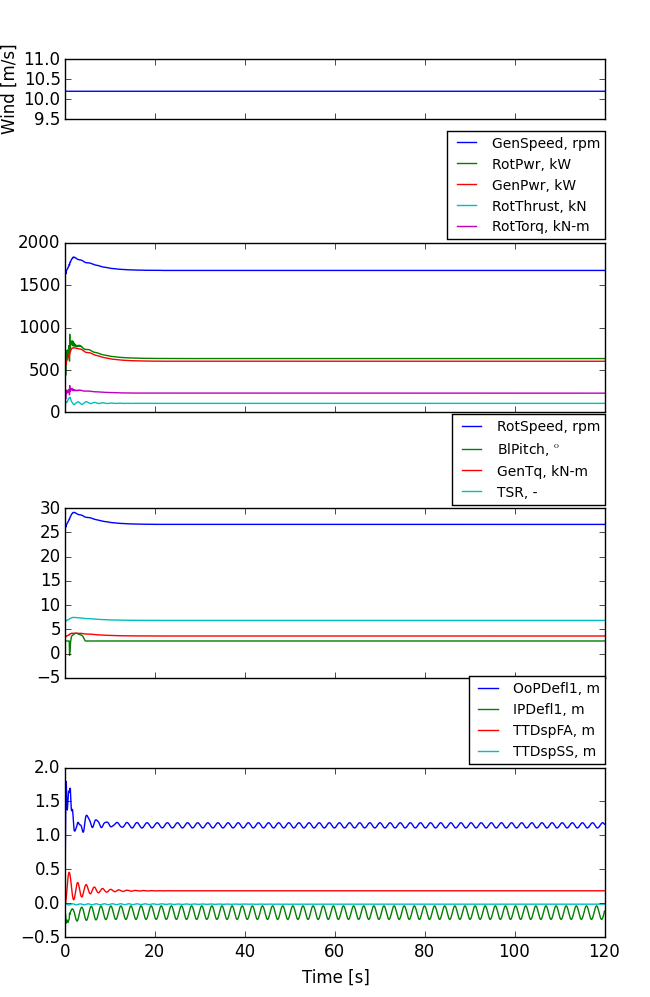 Wind [m/s]
11.0
10.5
10.0
9.5
GenSpeed, rpm
RotPwr, kW
GenPwr, kW
RotThrust, kN
RotTorq, kN-m
2000
1500
1000
500
0
RotSpeed, rpm
BlPitch, °
GenTq, kN-m
TSR, -
30
25
20
15
10
5
0
−5
OoPDefl1, m
IPDefl1, m
TTDspFA, m
TTDspSS, m
2.0
1.5
1.0
0.5
0.0
−0.5
0 20 40 60 80 100 120
Time [s]